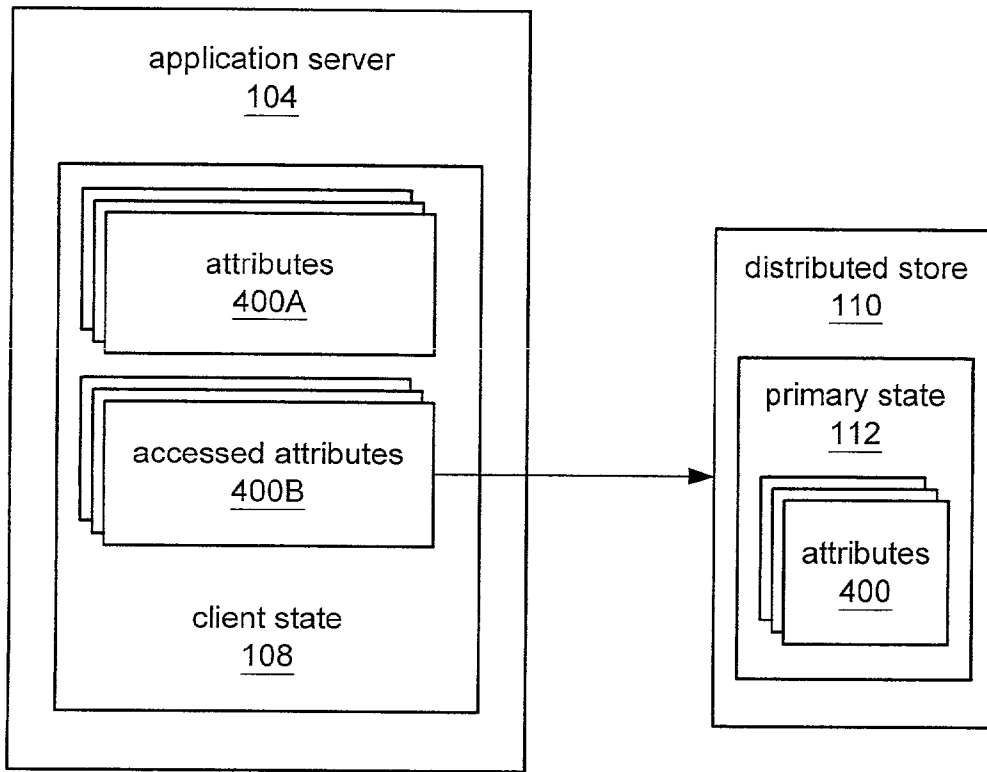 application server
104
attributes
400A
accessed attributes
400B
client state
108
distributed store
110
primary state
112
attributes
400